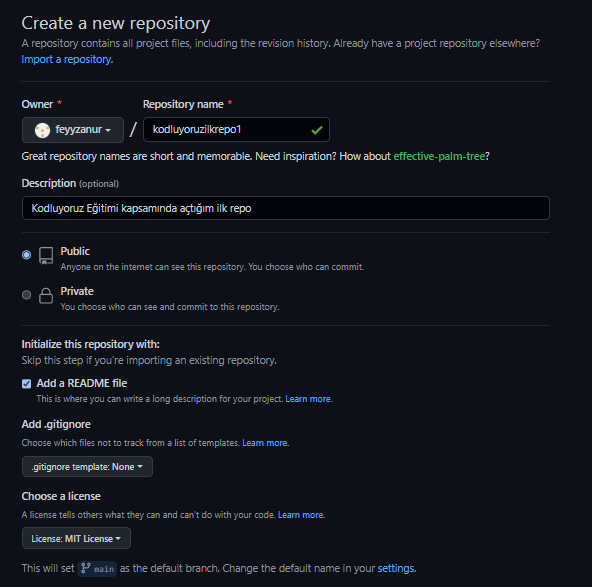 Create a new repository
A repository contains all project files, including the revision history. Already have a project repository elsewhere?
Import a repository.
Owner *
Repository name *
feyyzanur
/
kodluyoruzilkrepo1
Great repository names are short and memorable. Need inspiration? How about effective-palm-tree?
Description (optional)
Kodluyoruz Eğitimi kapsamında açtığım ilk repo
Public
Anyone on the internet can see this repository. You choose who can commit.
Private
You choose who can see and commit to this repository.
Initialize this repository with:
Skip this step if you're importing an existing repository.
Add a README file
This is where you can write a long description for your project. Learn more.
Add .gitignore
Choose which files not to track from a list of templates. Learn more.
.gitignore template: None
Choose a license
A license tells others what they can and can't do with your code. Learn more.
License: MIT License
This will set main as the default branch. Change the default name in your settings.